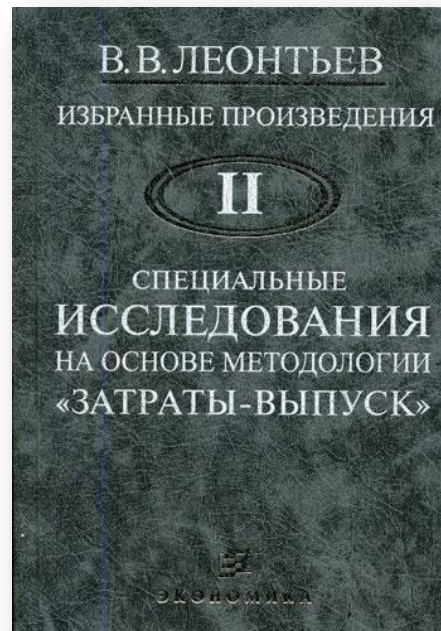 В. В. ЛЕОНТЬЕВ
ИЗБРАННЫЕ ПРОИЗВЕДЕНИЯ
II
СПЕЦИАЛЬНЫЕ
ИССЛЕДОВАНИЯ
НА ОСНОВЕ МЕТОДОЛОГИИ
«ЗАТРАТЫ-ВЫПУСК»
ЭКОНОМИКА